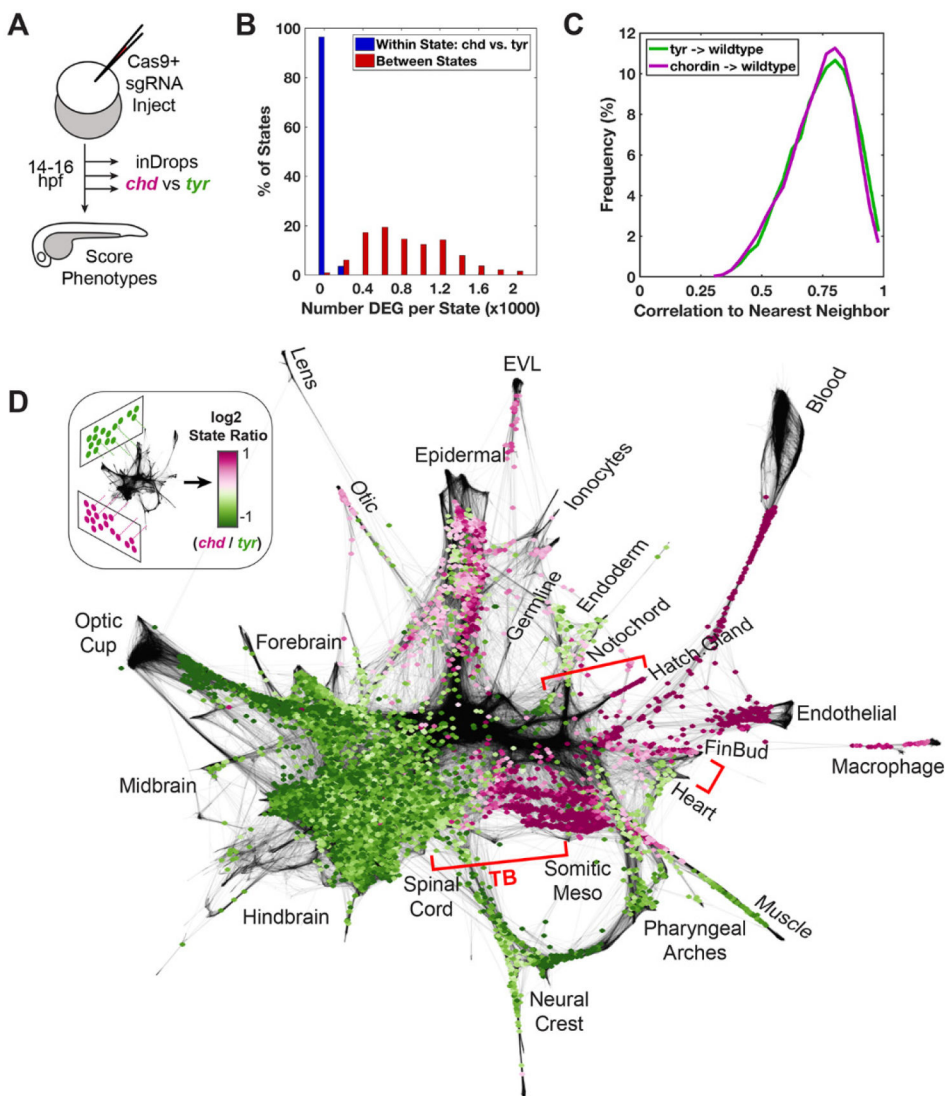 A
Cas9+
sgRNA
Inject
14-16
hpf
inDrops
chd vs tyr
Score
Phenotypes
B
Within State: chd vs. tyr
Between States
% of States
100
80
60
40
20
0
0 0.4 0.8 1.2 1.6 2
Number DEG per State (x1000)
C
tyr -> wildtype
chordin -> wildtype
Frequency (%)
12
10
8
6
4
2
0
0 0.25 0.5 0.75 1
Correlation to Nearest Neighbor
D
log2
State Ratio
1
-1
(chd / tyr)
Lens
EVL
Blood
Epidermal
Otic
Ionocytes
Germline
Endoderm
Notochord
Hatch.Gland
Optic
Cup
Forebrain
Endothelial
FinBud
Macrophage
Midbrain
Heart
TB
Spinal
Cord
Somitic
Meso
Muscle
Hindbrain
Pharyngeal
Arches
Neural
Crest